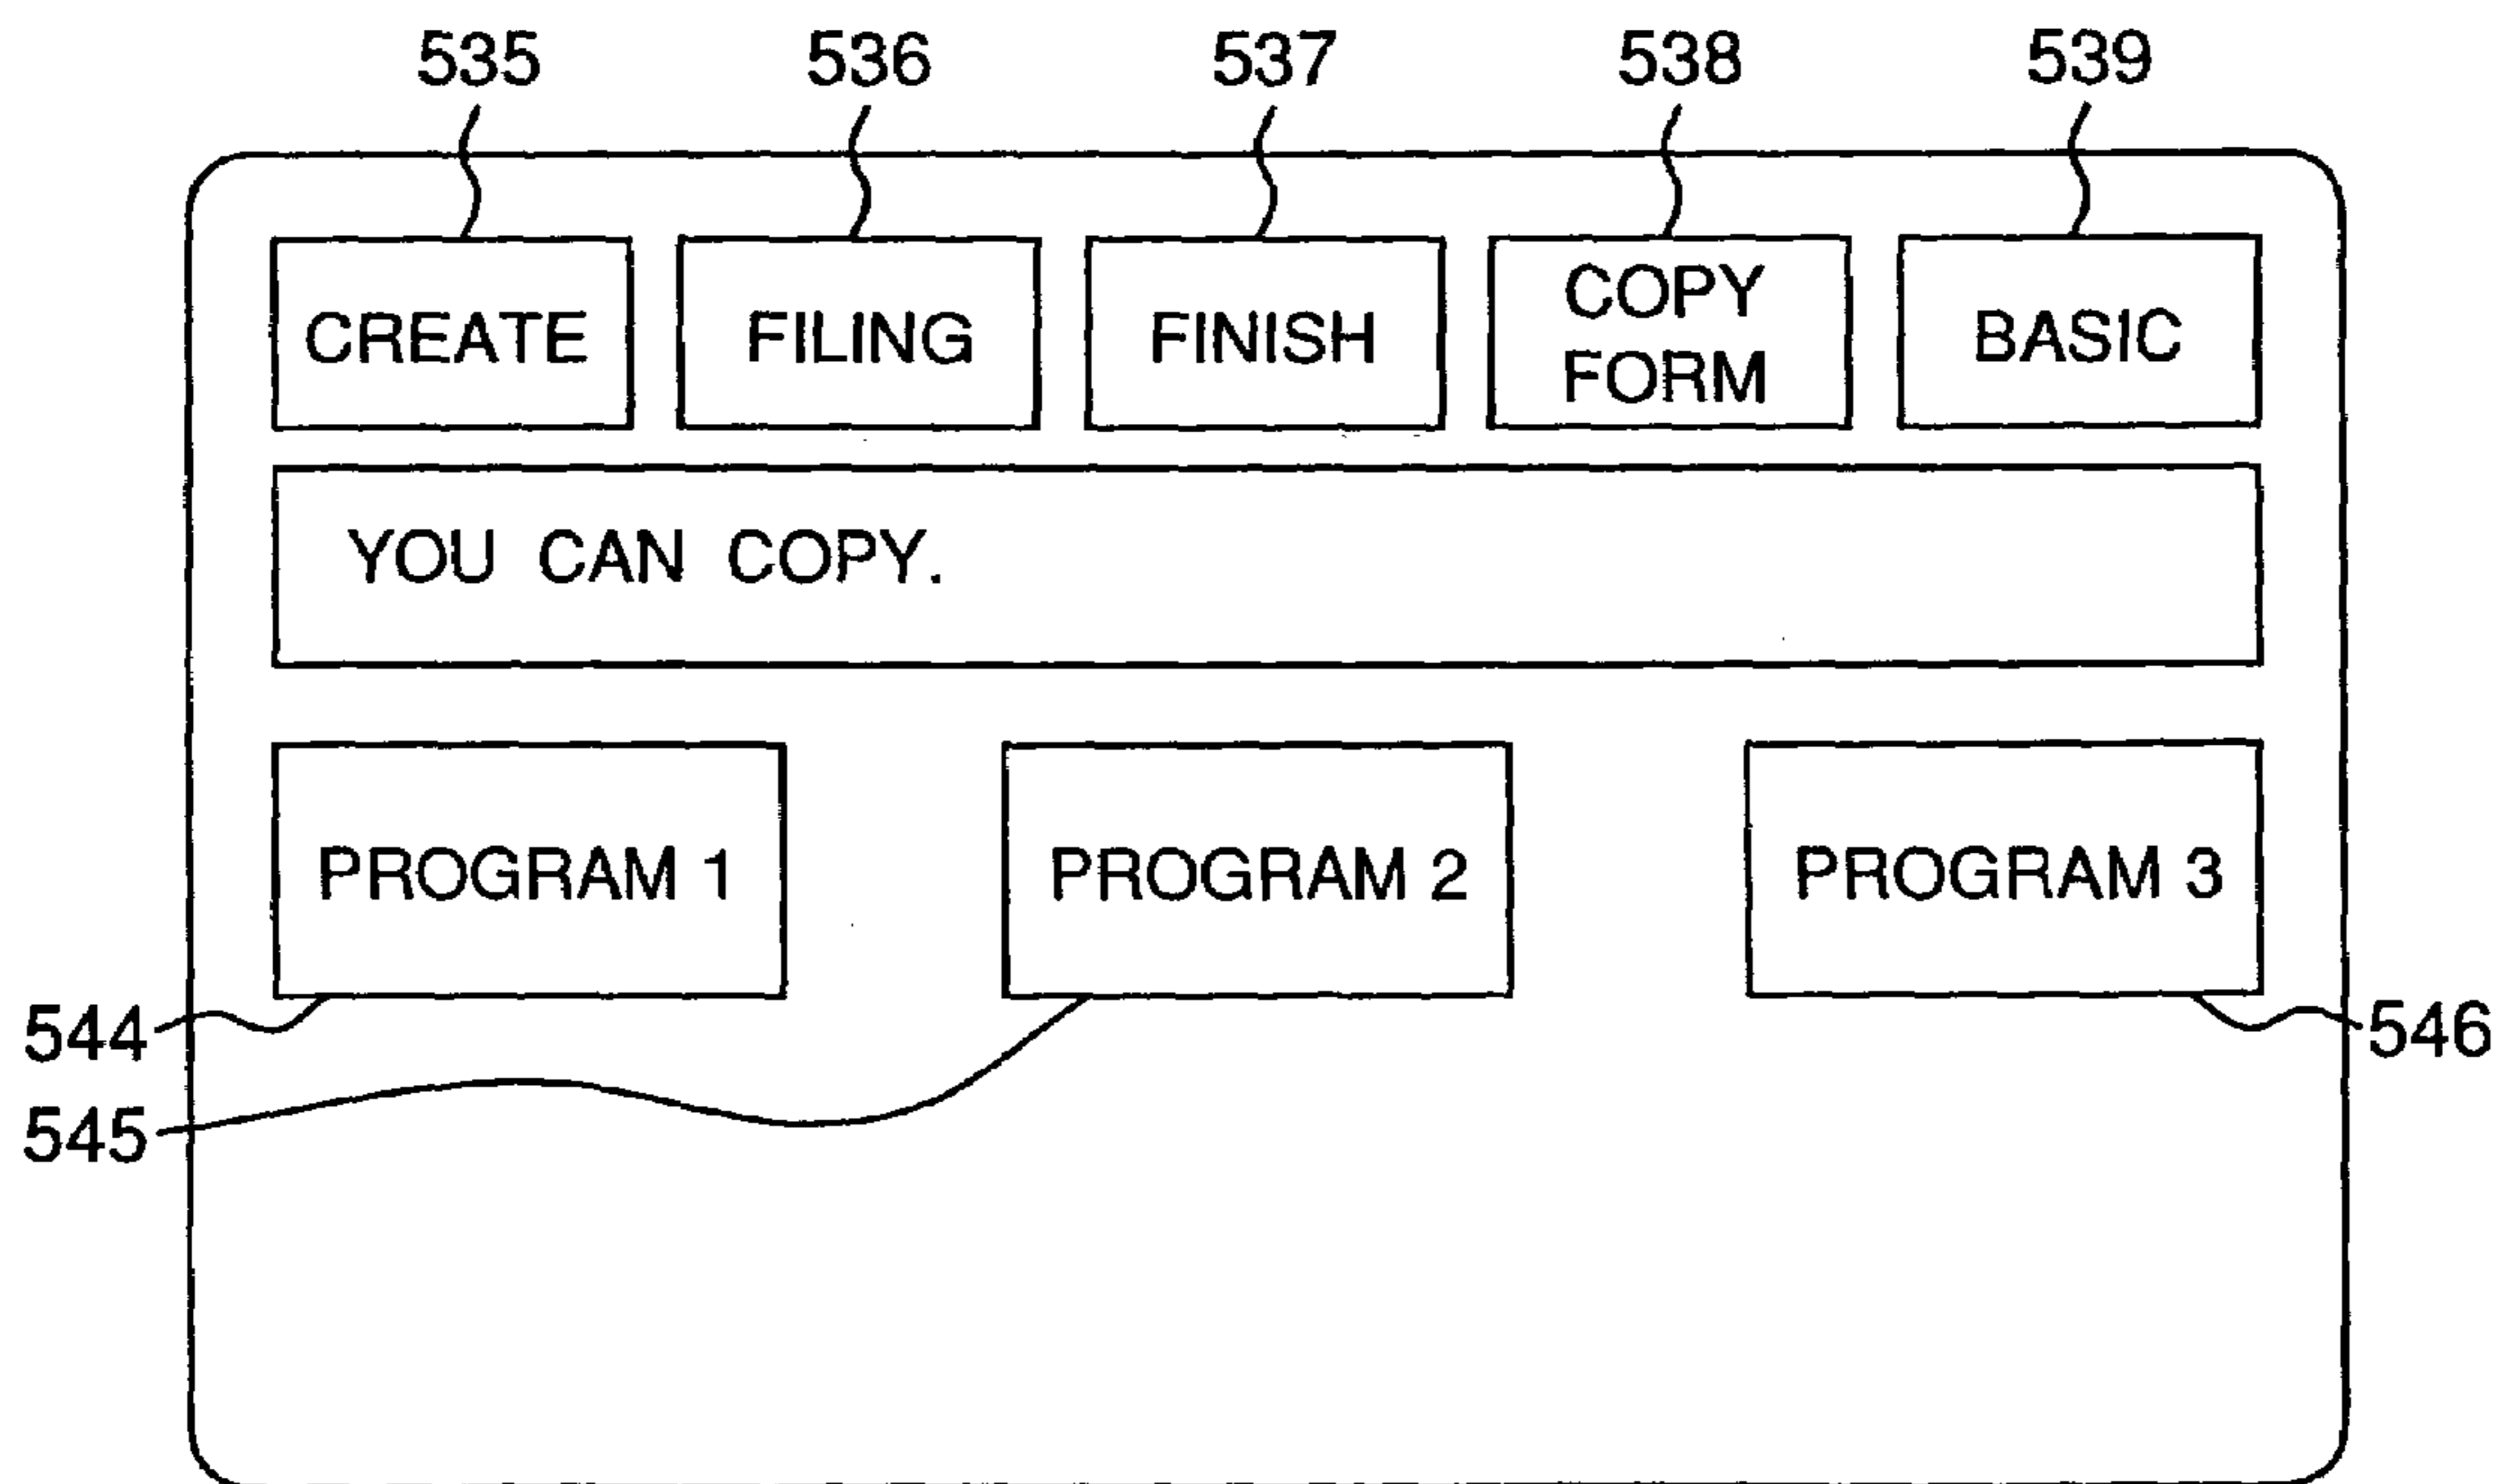 535 536 537 538 539
CREATE FILING FINISH COPY FORM BASIC
YOU CAN COPY.
PROGRAM 1 PROGRAM 2 PROGRAM 3
544 546
545